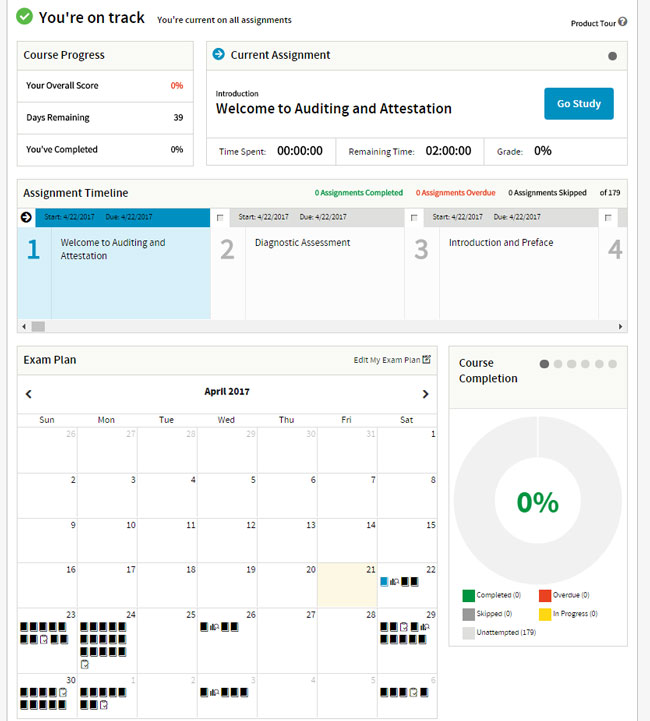 You're on track You're current on all assignments
Product Tour
Course Progress
Your Overall Score 0%
Days Remaining 39
You've Completed 0%
Current Assignment
Introduction
Welcome to Auditing and Attestation
Go Study
Time Spent: 00:00:00 Remaining Time: 02:00:00 Grade: 0%
Assignment Timeline 0 Assignments Completed 0 Assignments Overdue 0 Assignments Skipped of 179
Start: 4/22/2017 Due: 4/22/2017 Start: 4/22/2017 Due: 4/22/2017 Start: 4/22/2017 Due: 4/22/2017
1 Welcome to Auditing and
Attestation
2 Diagnostic Assessment
3 Introduction and Preface
4
Exam Plan Edit My Exam Plan
April 2017
Sun Mon Tue Wed Thu Fri Sat
26 27 28 29 30 31 1
2 3 4 5 6 7 8
9 10 11 12 13 14 15
16 17 18 19 20 21 22
23 24 25 26 27 28 29
30 1 2 3 4 5 6
Course
Completion
0%
Completed (0) Overdue (0)
Skipped (0) In Progress (0)
Unattempted (179)